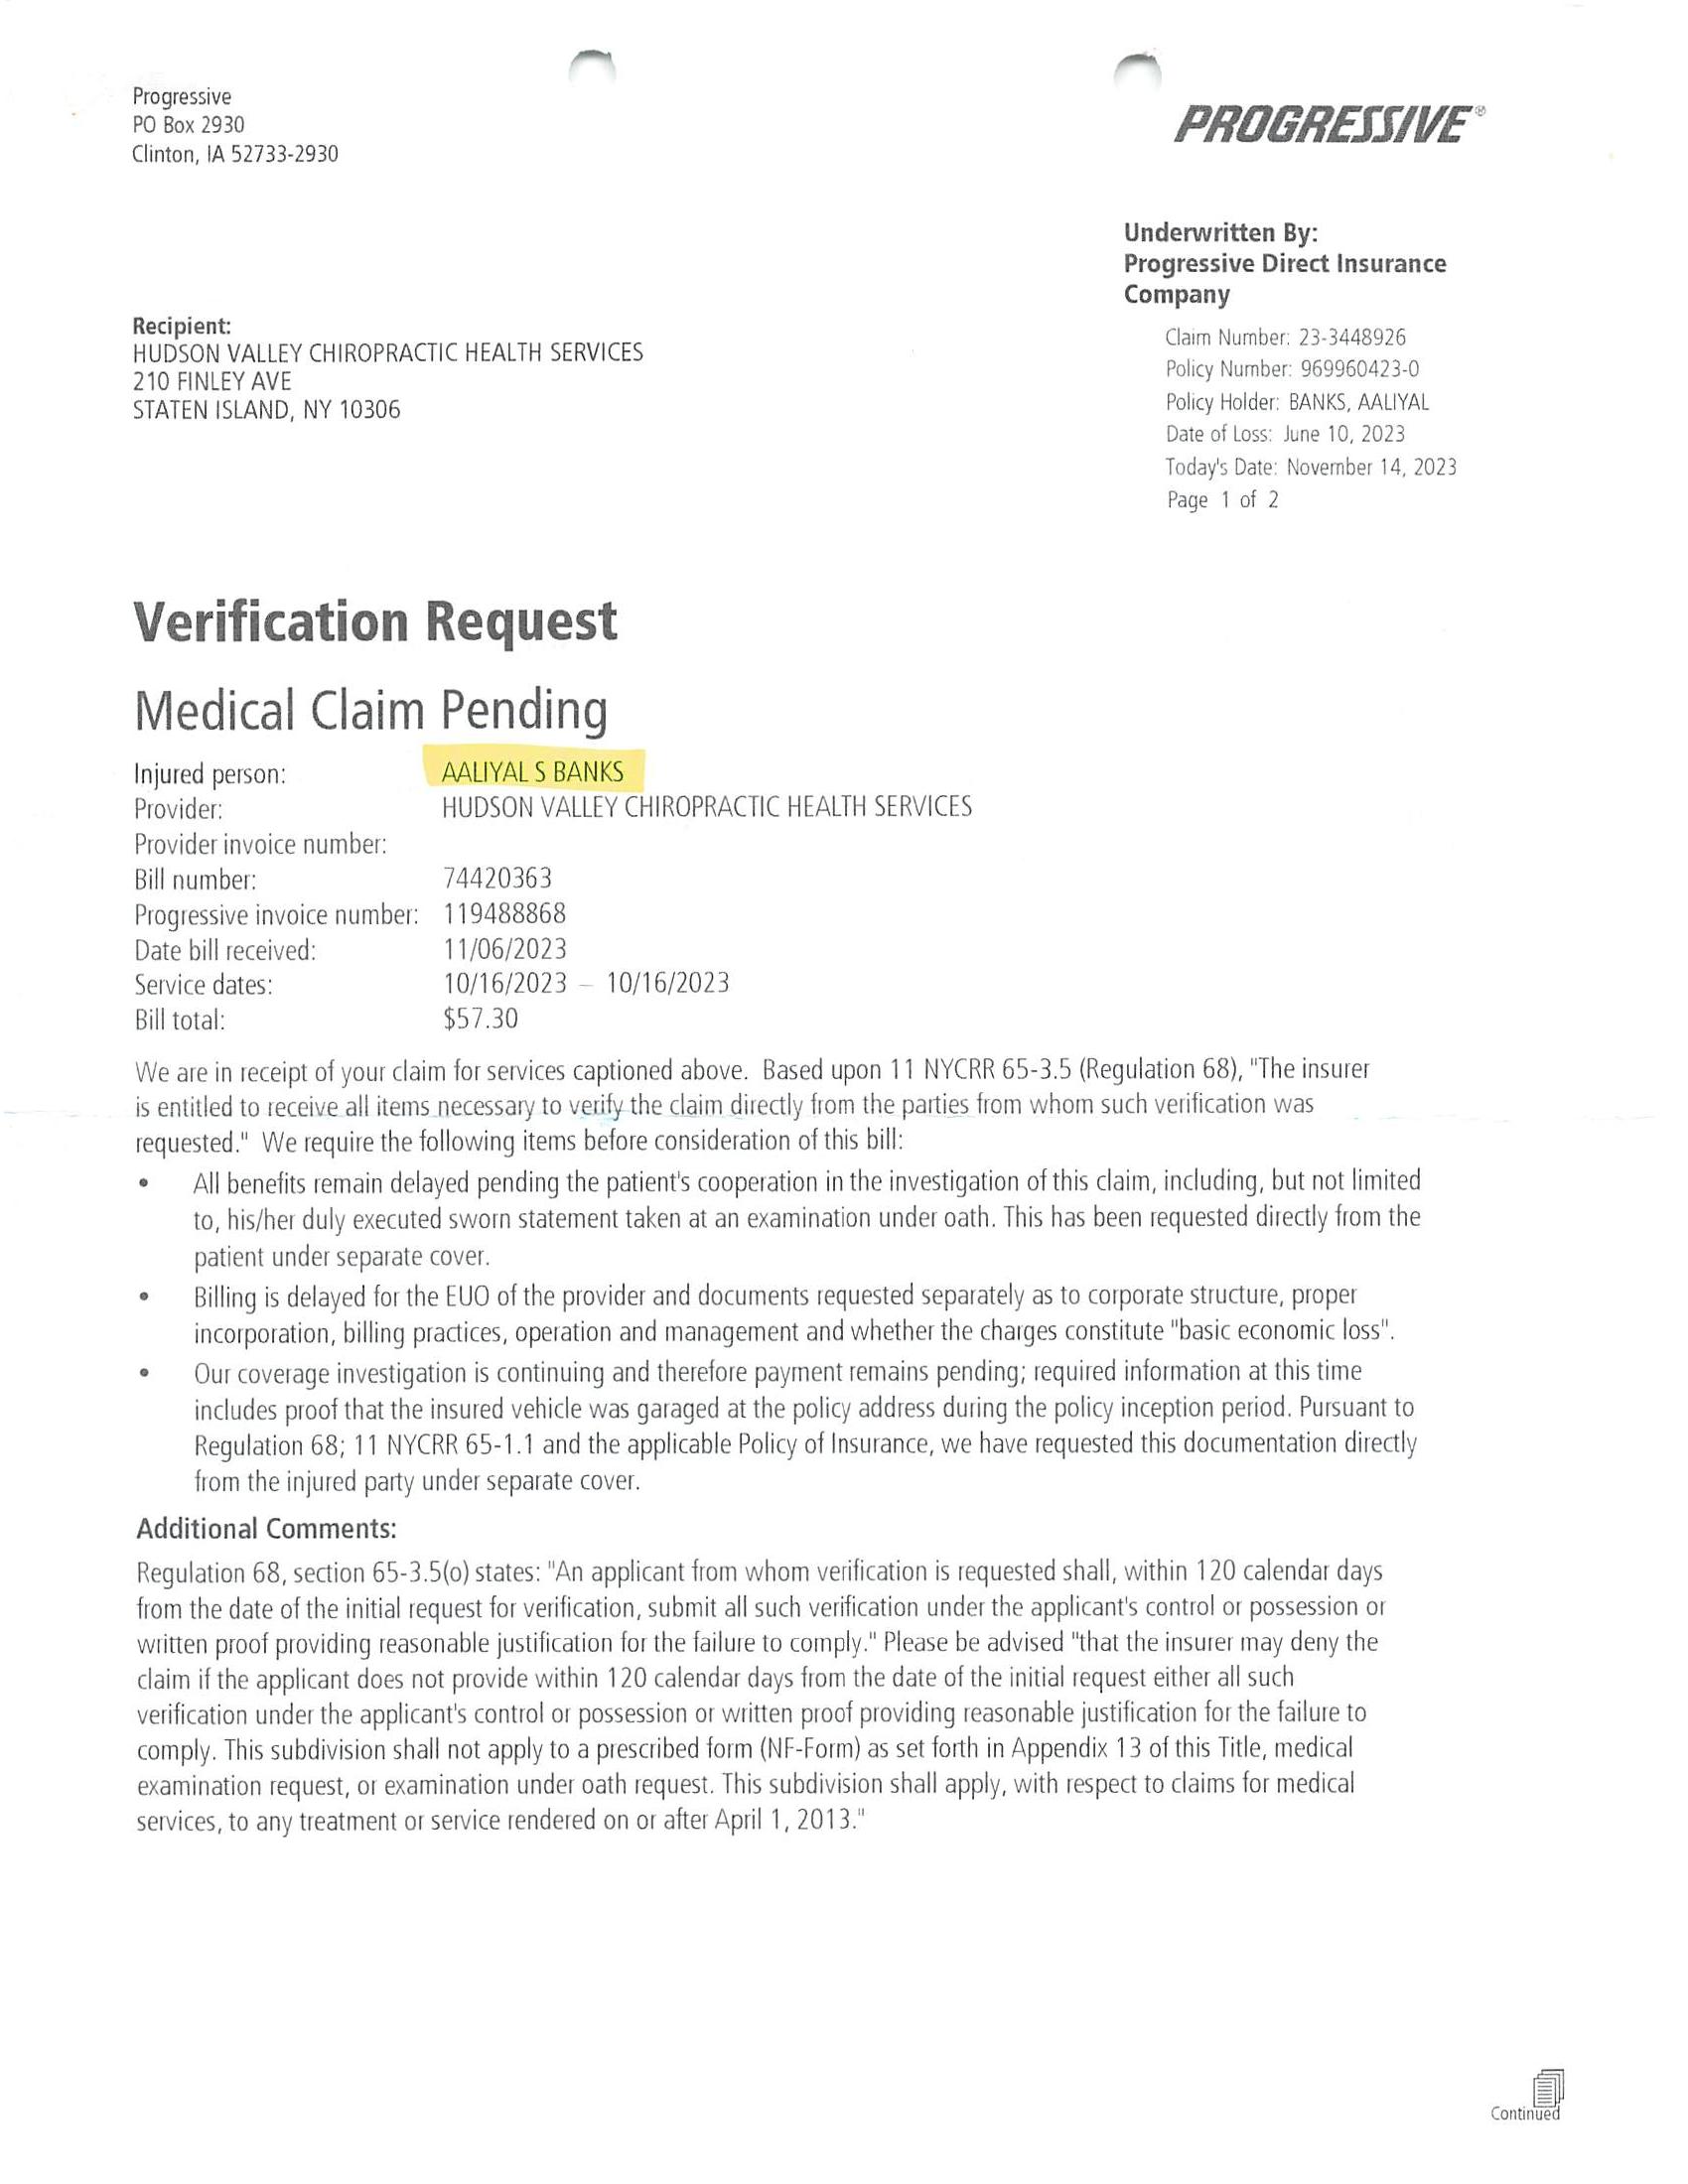 Progressive
PO Box 2930
Clinton, IA 52733-2930
PROGRESSIVE®
Underwritten By:
Progressive Direct Insurance
Company
Claim Number: 23-3448926
Policy Number: 969960423-0
Policy Holder: BANKS, AALIYAL
Date of Loss: June 10, 2023
Today's Date: November 14, 2023
Page 1 of 2
Recipient:
HUDSON VALLEY CHIROPRACTIC HEALTH SERVICES
210 FINLEY AVE
STATEN ISLAND, NY 10306
Verification Request
Medical Claim Pending
Injured person: AALIYAL S BANKS
Provider: HUDSON VALLEY CHIROPRACTIC HEALTH SERVICES
Provider invoice number:
Bill number: 74420363
Progressive invoice number: 119488868
Date bill received: 11/06/2023
Service dates: 10/16/2023 – 10/16/2023
Bill total: $57.30
We are in receipt of your claim for services captioned above. Based upon 11 NYCRR 65-3.5 (Regulation 68), "The insurer
is entitled to receive all items necessary to verify the claim directly from the parties from whom such verification was
requested." We require the following items before consideration of this bill:
• All benefits remain delayed pending the patient's cooperation in the investigation of this claim, including, but not limited
to, his/her duly executed sworn statement taken at an examination under oath. This has been requested directly from the
patient under separate cover.
• Billing is delayed for the EUO of the provider and documents requested separately as to corporate structure, proper
incorporation, billing practices, operation and management and whether the charges constitute "basic economic loss".
• Our coverage investigation is continuing and therefore payment remains pending; required information at this time
includes proof that the insured vehicle was garaged at the policy address during the policy inception period. Pursuant to
Regulation 68; 11 NYCRR 65-1.1 and the applicable Policy of Insurance, we have requested this documentation directly
from the injured party under separate cover.
Additional Comments:
Regulation 68, section 65-3.5(o) states: "An applicant from whom verification is requested shall, within 120 calendar days
from the date of the initial request for verification, submit all such verification under the applicant's control or possession or
written proof providing reasonable justification for the failure to comply." Please be advised "that the insurer may deny the
claim if the applicant does not provide within 120 calendar days from the date of the initial request either all such
verification under the applicant's control or possession or written proof providing reasonable justification for the failure to
comply. This subdivision shall not apply to a prescribed form (NF-Form) as set forth in Appendix 13 of this Title, medical
examination request, or examination under oath request. This subdivision shall apply, with respect to claims for medical
services, to any treatment or service rendered on or after April 1, 2013."
Continued